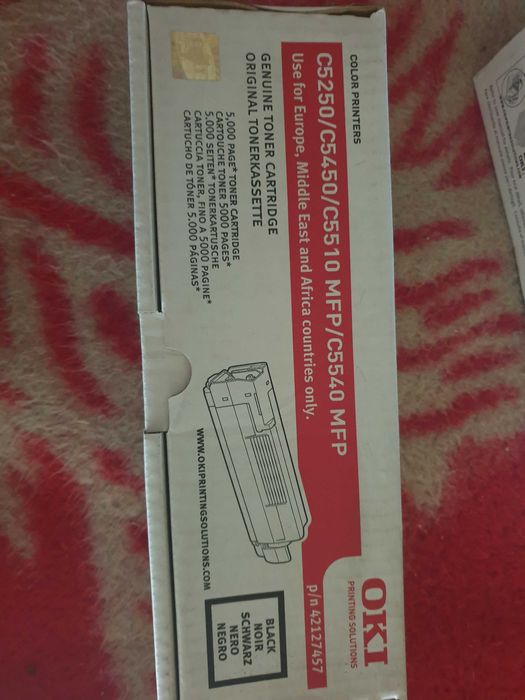 COLOR PRINTERS
C5250/C5450/C5510 MFP/C5540 MFP
Use for Europe, Middle East and Africa countries only.
OKI
PRINTING SOLUTIONS
p/n 42127457
GENUINE TONER CARTRIDGE
ORIGINAL TONERKASSETTE
5,000 PAGE* TONER CARTRIDGE
CARTOUCHE TONER 5000 PAGES*
5.000 SEITEN* TONERKARTUSCHE
CARTUCCIA TONER, FINO A 5000 PAGINE*
CARTUCHO DE TÓNER 5.000 PÁGINAS*
WWW.OKIPRINTINGSOLUTIONS.COM
BLACK
NOIR
SCHWARZ
NERO
NEGRO